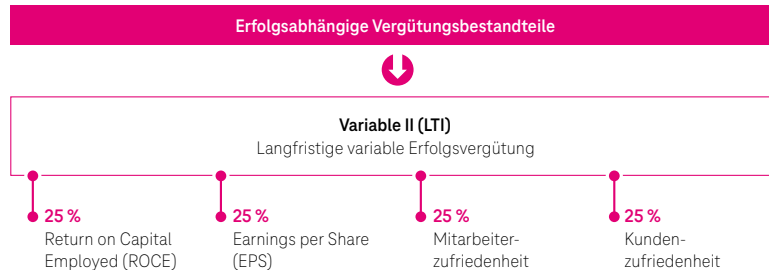 Erfolgsabhängige Vergütungsbestandteile
Variable II (LTI)
Langfristige variable Erfolgsvergütung
25 %
Return on Capital
Employed (ROCE)
25 %
Earnings per Share
(EPS)
25 %
Mitarbeiter-
zufriedenheit
25 %
Kunden-
zufriedenheit